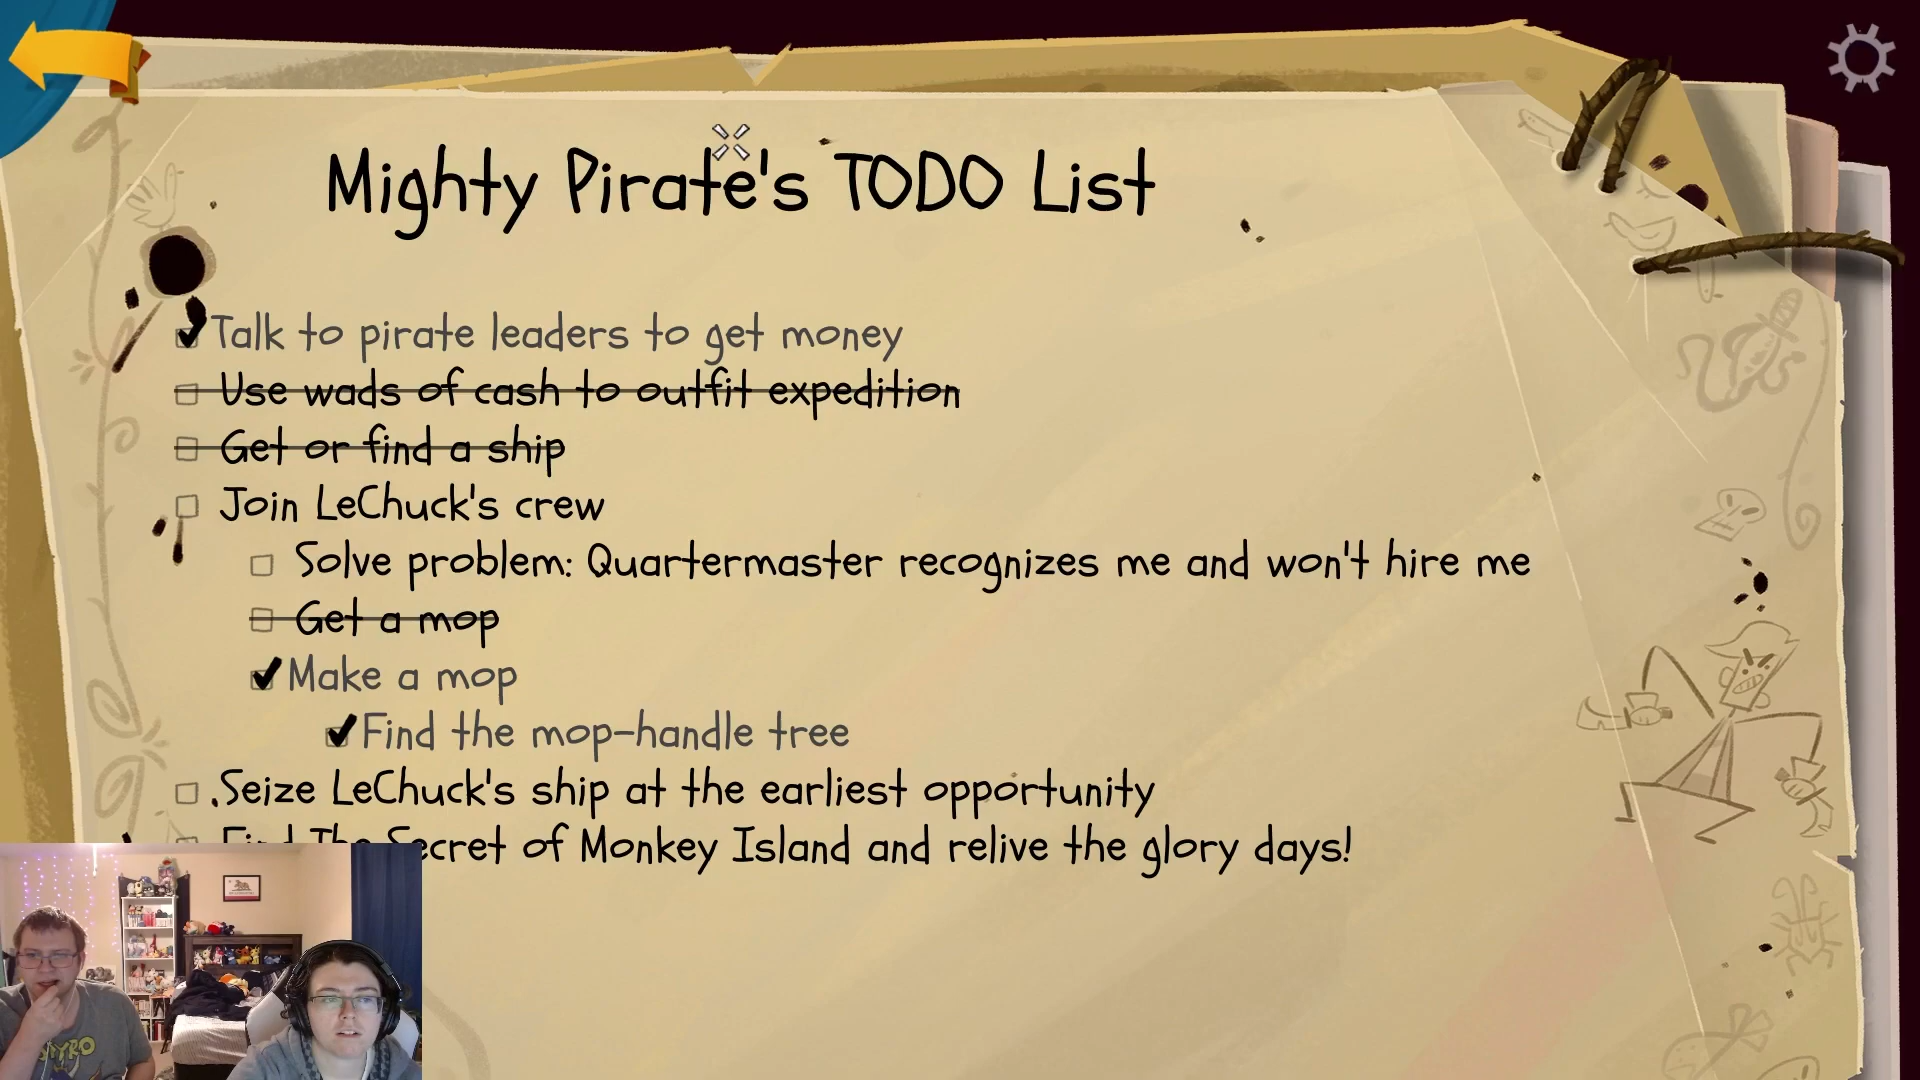 Mighty Pirate's TODO List
Talk to pirate leaders to get money
Use wads of cash to outfit expedition
Get or find a ship
Join LeChuck's crew
Solve problem: Quartermaster recognizes me and won't hire me
Get a mop
Make a mop
Find the mop-handle tree
Seize LeChuck's ship at the earliest opportunity
Find The Secret of Monkey Island and relive the glory days!